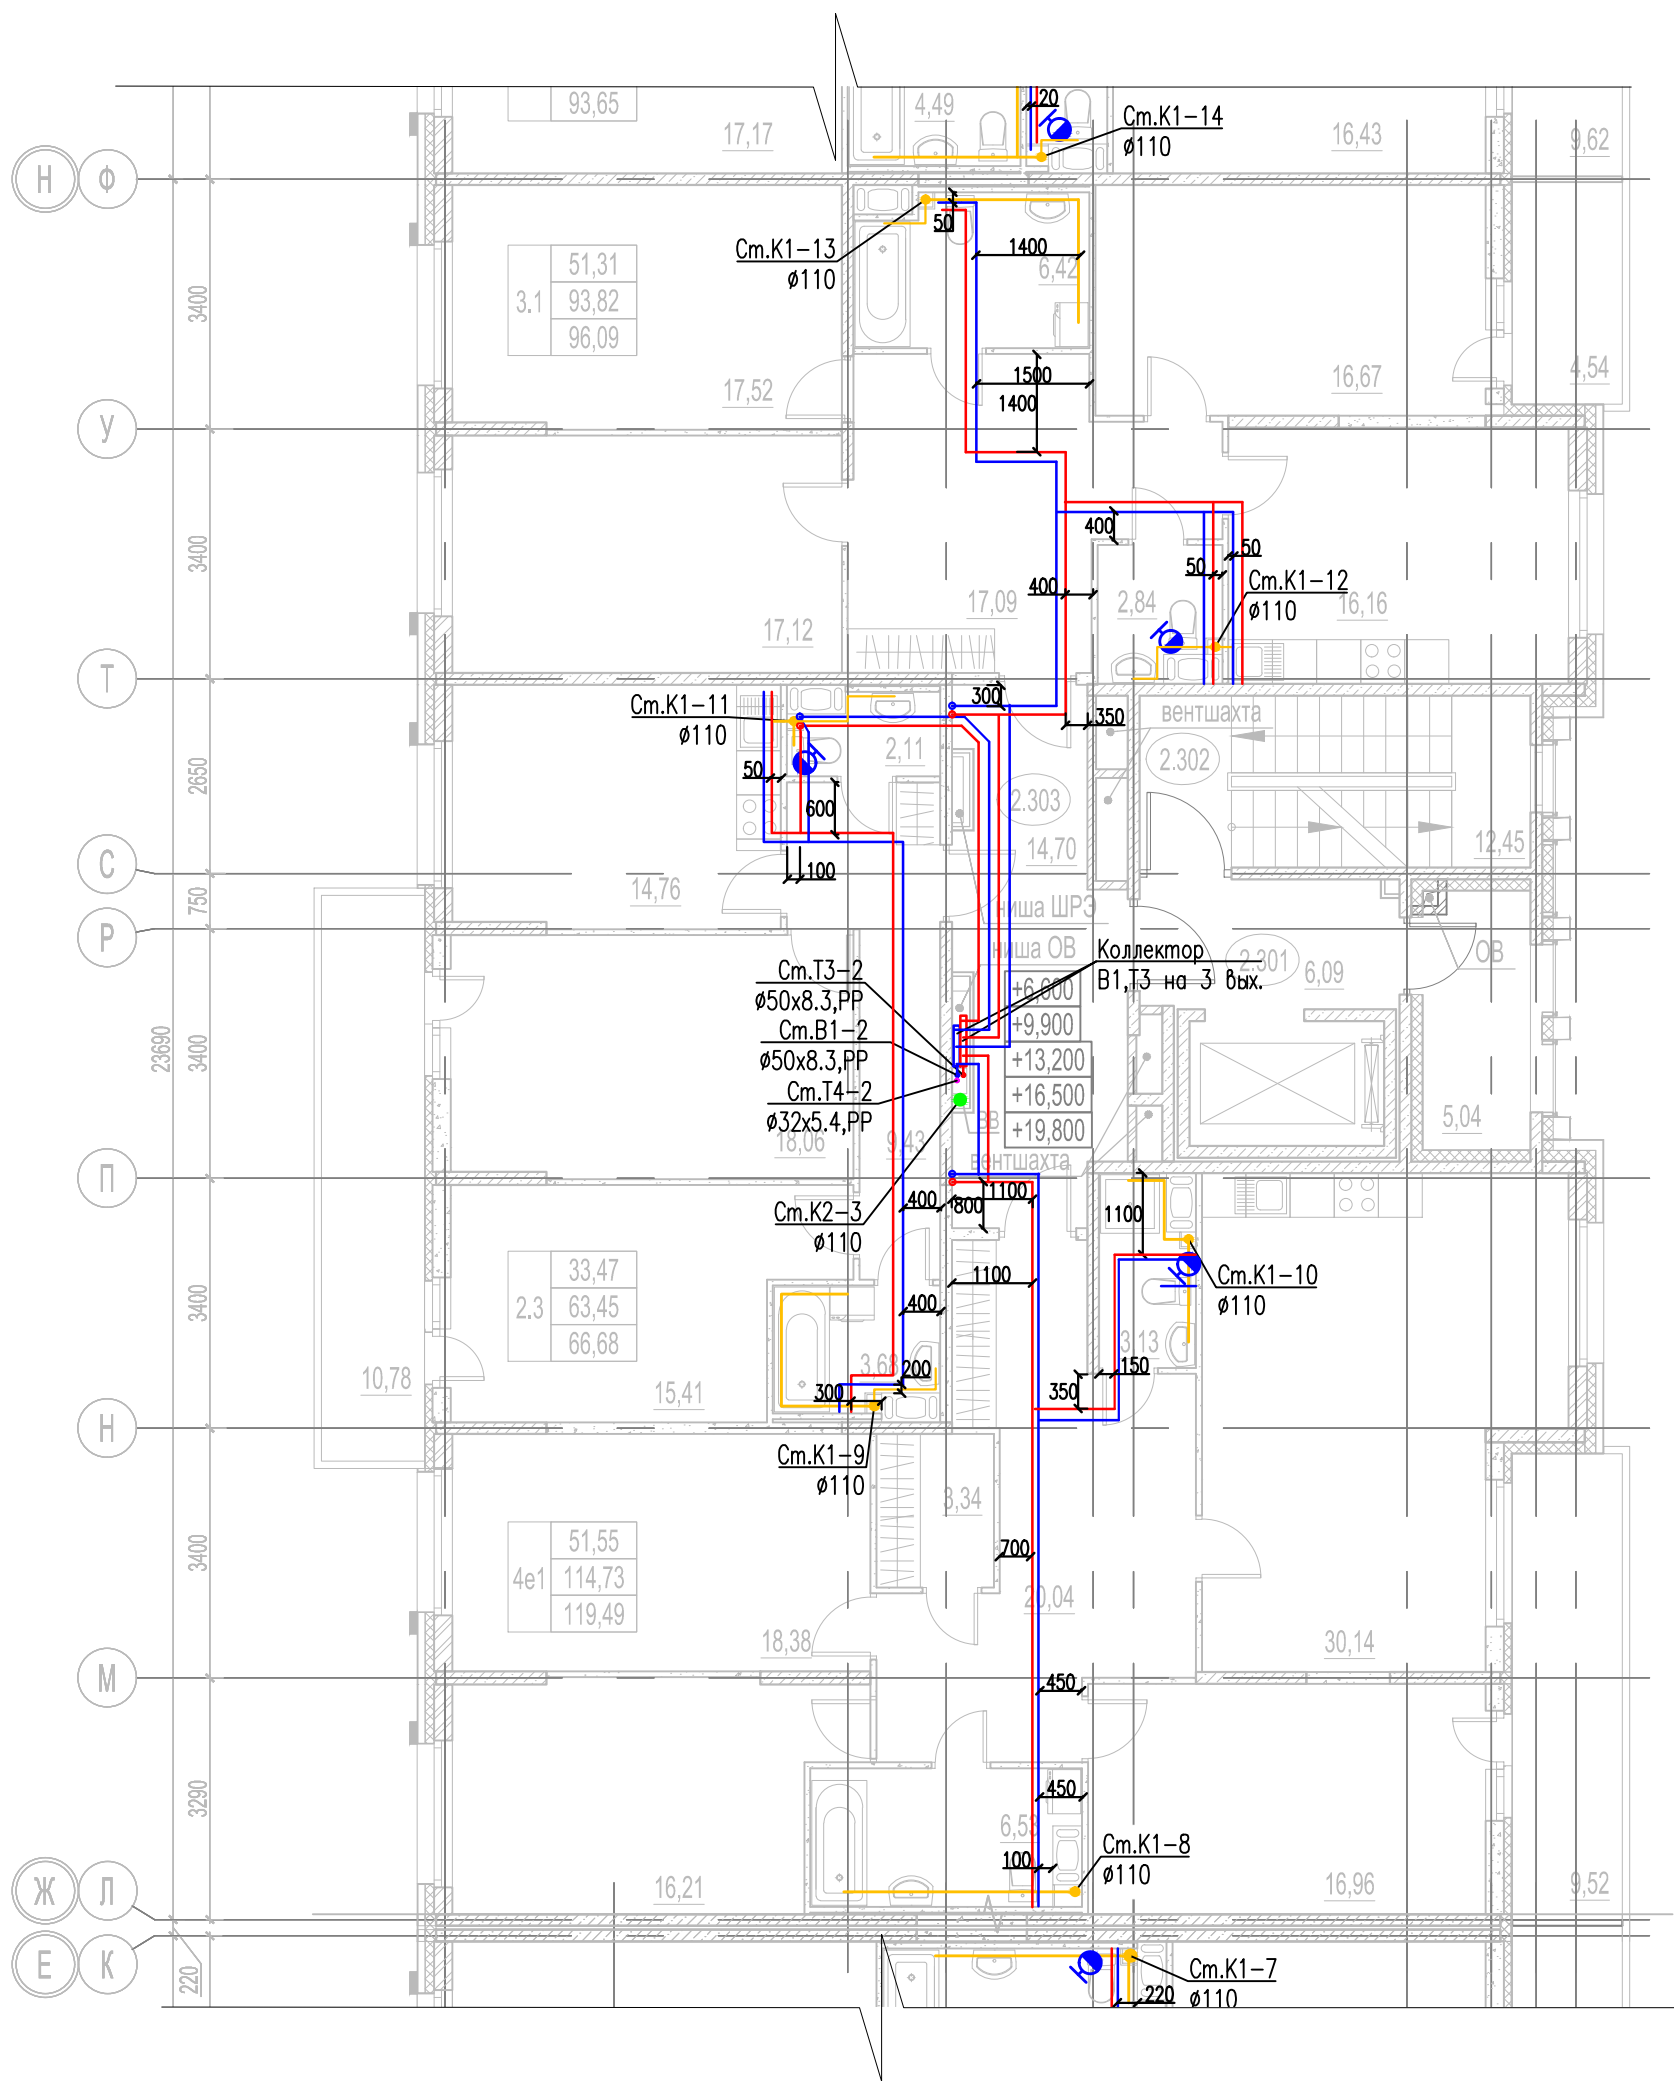 93,65
4,49
20
Ст.К1-14
ø110
17,17
16,43
9,62
Н
Ф
50
Ст.К1-13
ø110
1400
6,42
51,31
3.1
93,82
96,09
3400
1500
1400
17,52
16,67
4,54
У
400
50
50
Ст.К1-12
ø110
3400
400
17,09
2,84
16,16
17,12
Т
300
Ст.К1-11
ø110
350
вентшахта
2,11
2.302
2650
50
600
2.303
14,70
12,45
С
100
14,76
750
ниша ШРЭ
Р
ниша ОВ
Коллектор
В1,Т3 на 3 вых.
2.301
6,09
ОВ
Ст.Т3-2
ø50х8.3,РР
+6,600
+9,900
Ст.В1-2
ø50х8.3,РР
+13,200
23690
3400
Ст.Т4-2
ø32х5.4,РР
+16,500
+19,800
ВВ
5,04
18,06
9,43
вентшахта
П
400
1100
800
1100
Ст.К2-3
ø110
33,47
2.3
63,45
66,68
1100
Ст.К1-10
ø110
3400
400
3,13
3,68
200
150
350
10,78
15,41
300
Н
Ст.К1-9
ø110
3,34
51,55
4е1
114,73
119,49
3400
700
20,04
18,38
30,14
М
450
450
3290
6,53
100
Ст.К1-8
ø110
16,21
16,96
9,52
Ж
Л
Е
К
220
Ст.К1-7
ø110
220